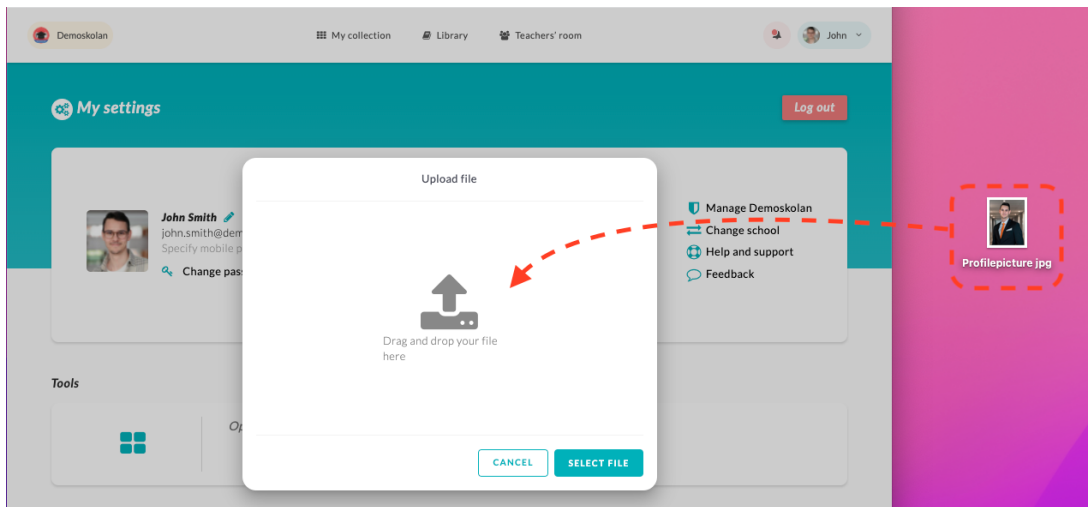 Demoskolan
My collection
Library
Teachers' room
John
My settings
Log out
Upload file
John Smith
john.smith@dem
Specify mobile p
Change pas
Manage Demoskolan
Change school
Help and support
Feedback
Drag and drop your file
here
CANCEL
SELECT FILE
Profilepicture jpg
Tools
Op